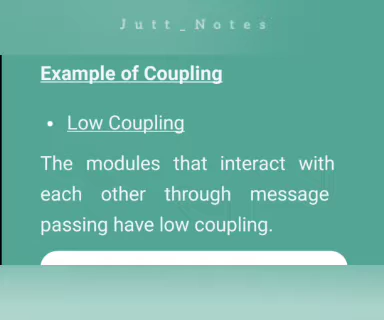 Jutt_Notes
Example of Coupling
• Low Coupling
The modules that interact with
each other through message
passing have low coupling.